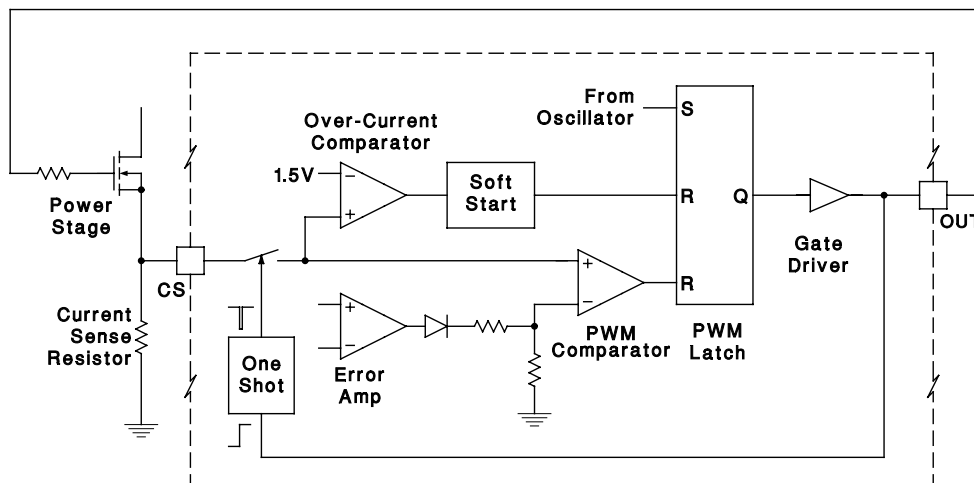 From
Oscillator
S
Over-Current
Comparator
1.5V
−
+
Soft
Start
R
Q
OUT
Power
Stage
Gate
Driver
CS
+
−
R
Current
Sense
Resistor
+
−
PWM
Comparator
PWM
Latch
One
Shot
Error
Amp